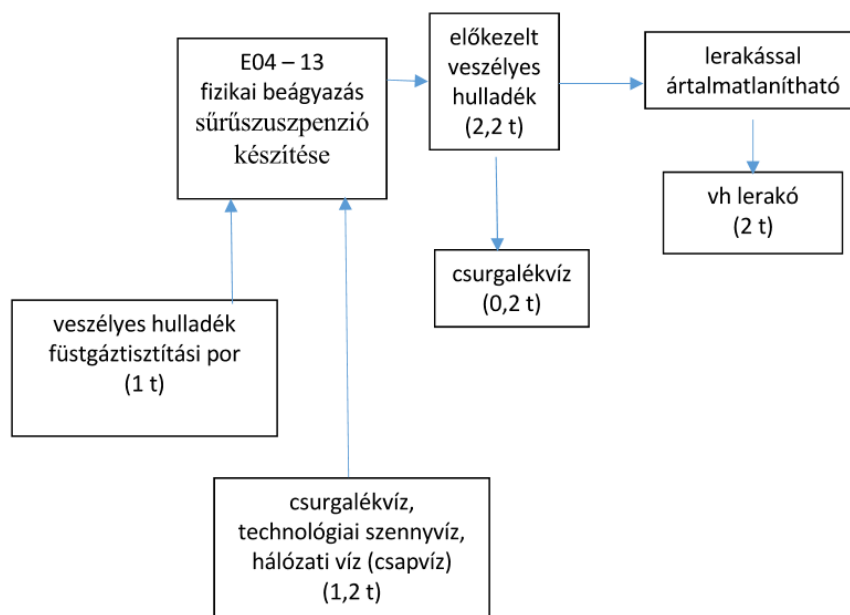 E04 – 13
fizikai beágyazás
sűrűszuszpenzió
készítése
előkezelt
veszélyes
hulladék
(2,2 t)
lerakással
ártalmatlanítható
vh lerakó
(2 t)
csurgalékvíz
(0,2 t)
veszélyes hulladék
füstgáztisztítási por
(1 t)
csurgalékvíz,
technológiai szennyvíz,
hálózati víz (csapvíz)
(1,2 t)